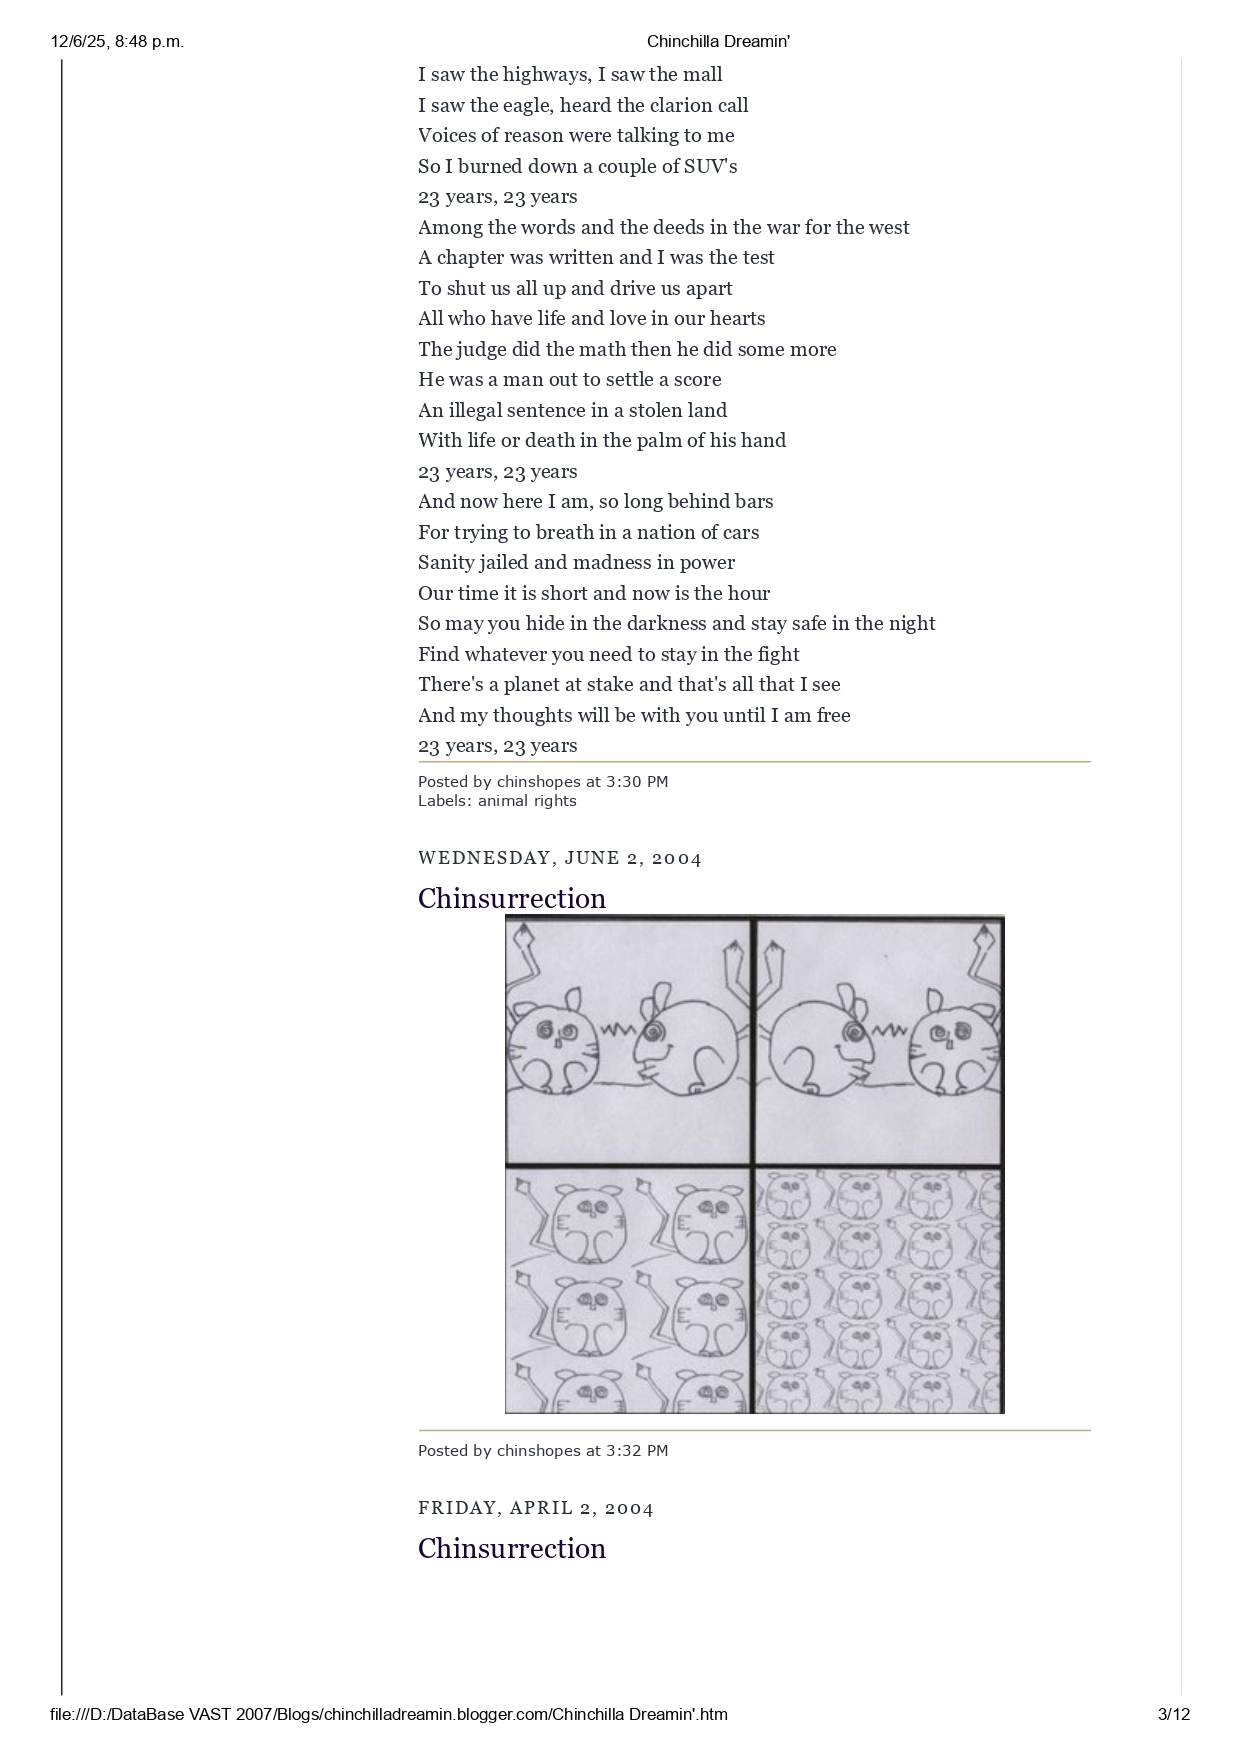 12/6/25, 8:48 p.m.
Chinchilla Dreamin'
I saw the highways, I saw the mall
I saw the eagle, heard the clarion call
Voices of reason were talking to me
So I burned down a couple of SUV's
23 years, 23 years
Among the words and the deeds in the war for the west
A chapter was written and I was the test
To shut us all up and drive us apart
All who have life and love in our hearts
The judge did the math then he did some more
He was a man out to settle a score
An illegal sentence in a stolen land
With life or death in the palm of his hand
23 years, 23 years
And now here I am, so long behind bars
For trying to breath in a nation of cars
Sanity jailed and madness in power
Our time it is short and now is the hour
So may you hide in the darkness and stay safe in the night
Find whatever you need to stay in the fight
There's a planet at stake and that's all that I see
And my thoughts will be with you until I am free
23 years, 23 years
Posted by chinshopes at 3:30 PM
Labels: animal rights
WEDNESDAY, JUNE 2, 2004
Chinsurrection
Posted by chinshopes at 3:32 PM
FRIDAY, APRIL 2, 2004
Chinsurrection
file:///D:/DataBase VAST 2007/Blogs/chinchilladreamin.blogger.com/Chinchilla Dreamin'.htm
3/12